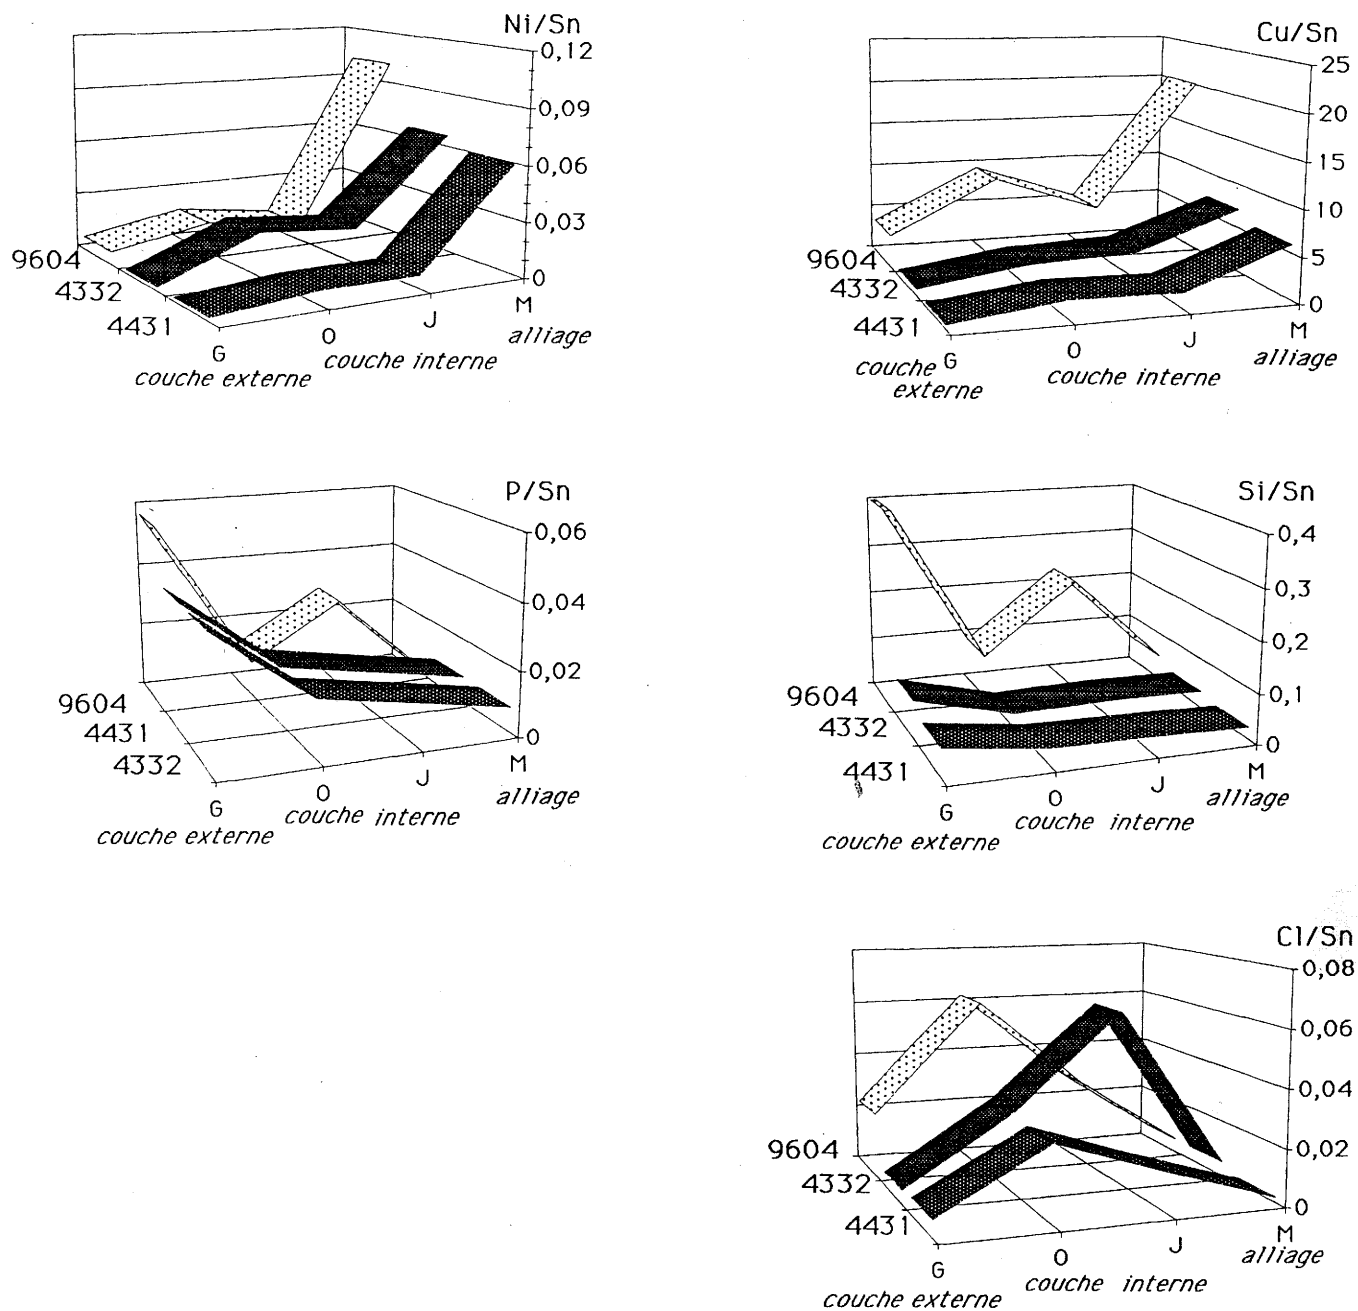 Ni/Sn
0,12
0,09
0,06
0,03
0
9604
4332
4431
G
O
J
M
couche externe
couche interne
alliage
Cu/Sn
25
20
15
10
5
0
9604
4332
4431
G
O
J
M
couche
externe
couche interne
alliage
P/Sn
0,06
0,04
0,02
0
9604
4431
4332
G
O
J
M
couche externe
couche interne
alliage
Si/Sn
0,4
0,3
0,2
0,1
0
9604
4332
4431
G
O
J
M
couche externe
couche interne
alliage
Cl/Sn
0,08
0,06
0,04
0,02
0
9604
4332
4431
G
O
J
M
couche externe
couche interne
alliage